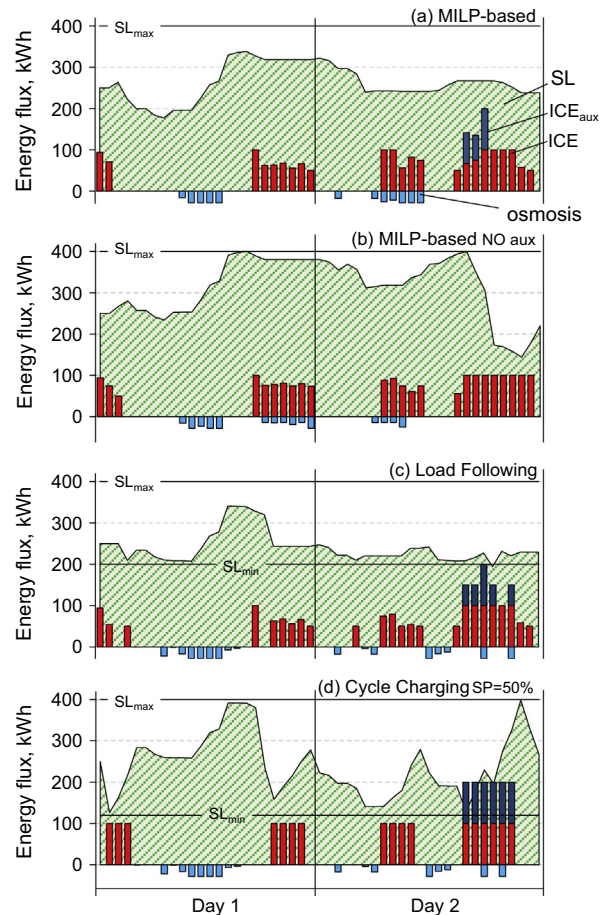 (a) MILP-based
SLmax
400
300
200
100
0
Energy flux, kWh
SL
ICEaux
ICE
osmosis
(b) MILP-based NO aux
SLmax
400
300
200
100
0
Energy flux, kWh
(c) Load Following
SLmax
400
300
200
100
0
SLmin
Energy flux, kWh
(d) Cycle Charging SP=50%
SLmax
400
300
200
100
0
SLmin
Energy flux, kWh
Day 1
Day 2